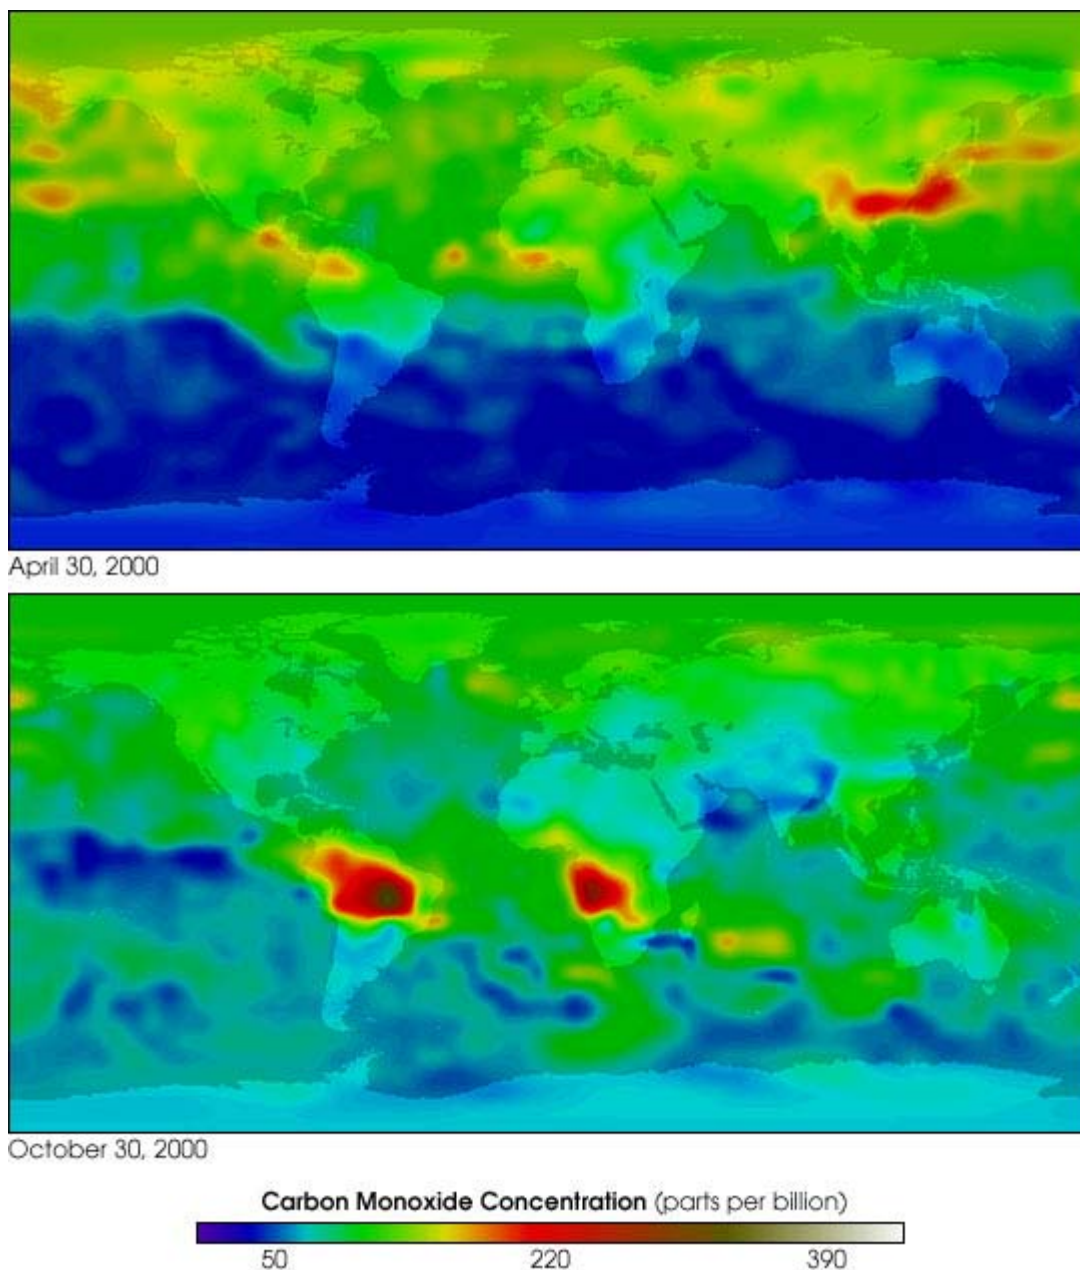 April 30, 2000
October 30, 2000
Carbon Monoxide Concentration (parts per billion)
50 220 390